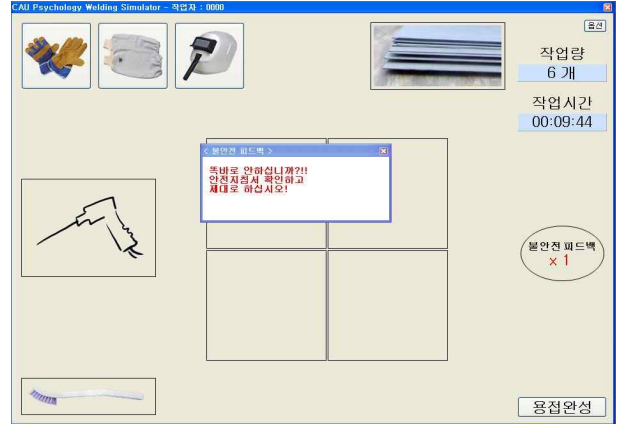 CAU Psychology Welding Simulator - 작업자 : 0000
옵션
작업량
6 개
작업시간
00:09:44
< 불안전 피드백 >
똑바로 안하십니까?!!
안전지침서 확인하고
제대로 하십시오!
불안전 피드백
x 1
용접완성